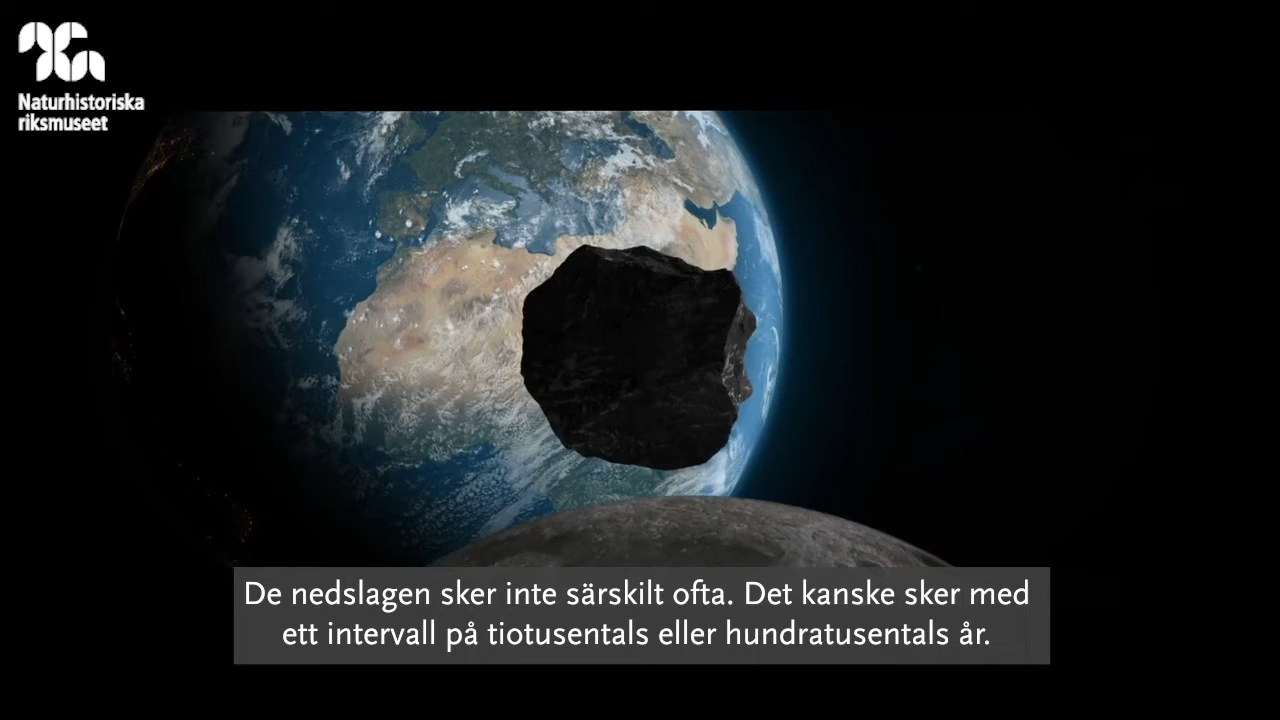 Naturhistoriska
riksmuseet
De nedslagen sker inte särskilt ofta. Det kanske sker med
ett intervall på tiotusentals eller hundratusentals år.